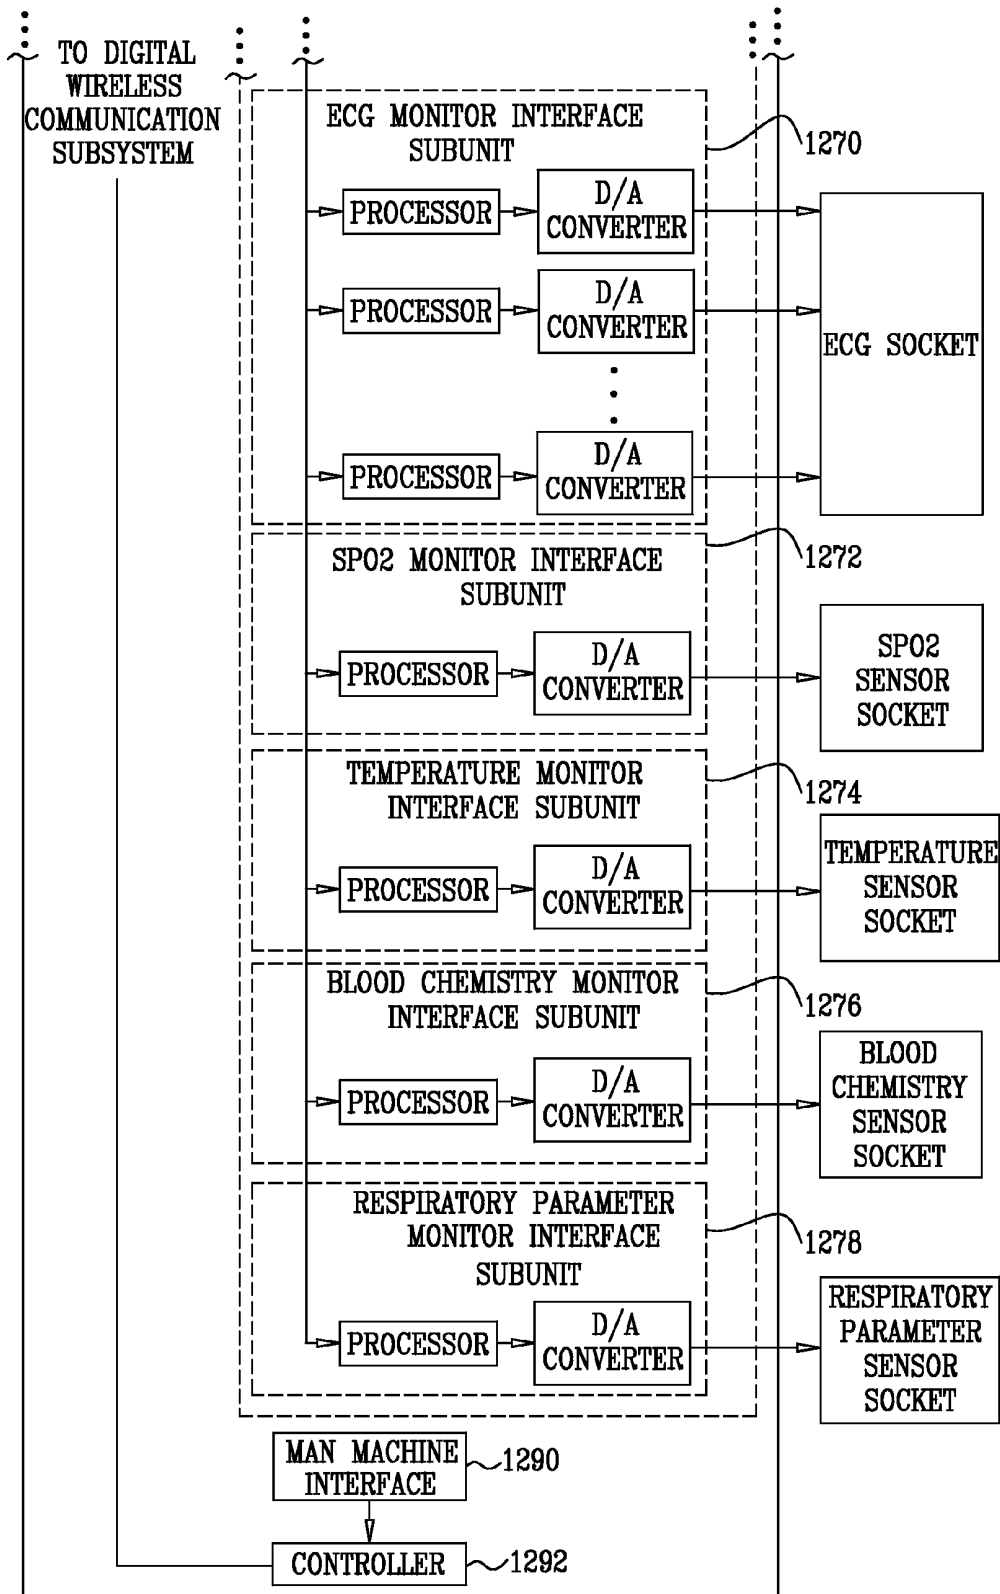 TO DIGITAL
WIRELESS
COMMUNICATION
SUBSYSTEM
ECG MONITOR INTERFACE
SUBUNIT
1270
PROCESSOR
D/A
CONVERTER
PROCESSOR
D/A
CONVERTER
ECG SOCKET
PROCESSOR
D/A
CONVERTER
SPO2 MONITOR INTERFACE
SUBUNIT
1272
PROCESSOR
D/A
CONVERTER
SPO2
SENSOR
SOCKET
TEMPERATURE MONITOR
INTERFACE SUBUNIT
1274
PROCESSOR
D/A
CONVERTER
TEMPERATURE
SENSOR
SOCKET
BLOOD CHEMISTRY MONITOR
INTERFACE SUBUNIT
1276
PROCESSOR
D/A
CONVERTER
BLOOD
CHEMISTRY
SENSOR
SOCKET
RESPIRATORY PARAMETER
MONITOR INTERFACE
SUBUNIT
1278
PROCESSOR
D/A
CONVERTER
RESPIRATORY
PARAMETER
SENSOR
SOCKET
MAN MACHINE
INTERFACE
1290
CONTROLLER
1292